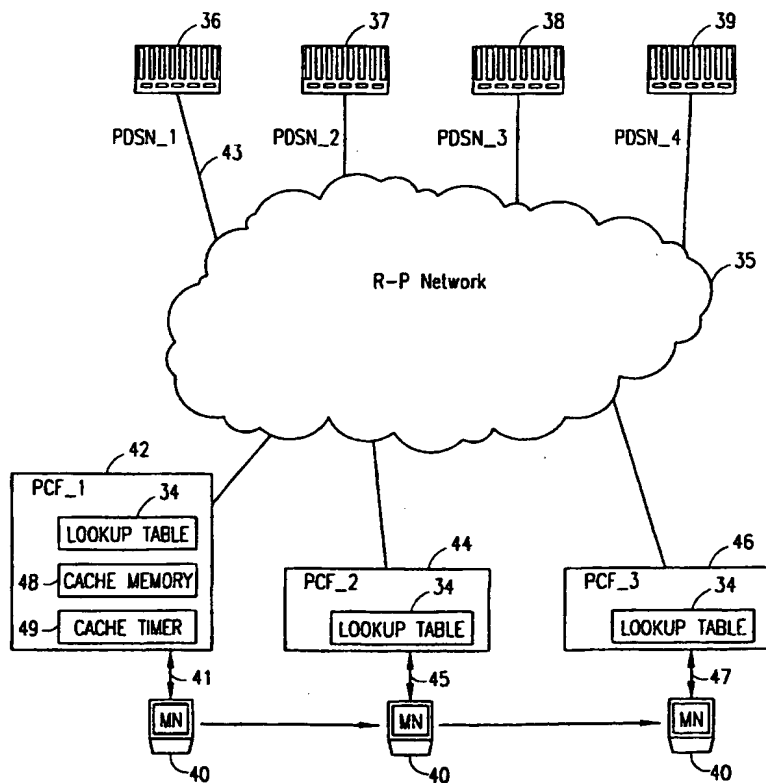 36 37 38 39
PDSN_1 PDSN_2 PDSN_3 PDSN_4
43
35
R-P Network
42
PCF_1
34
LOOKUP TABLE
48 CACHE MEMORY
49 CACHE TIMER
44
PCF_2
34
LOOKUP TABLE
46
PCF_3
34
LOOKUP TABLE
41 45 47
MN MN MN
40 40 40